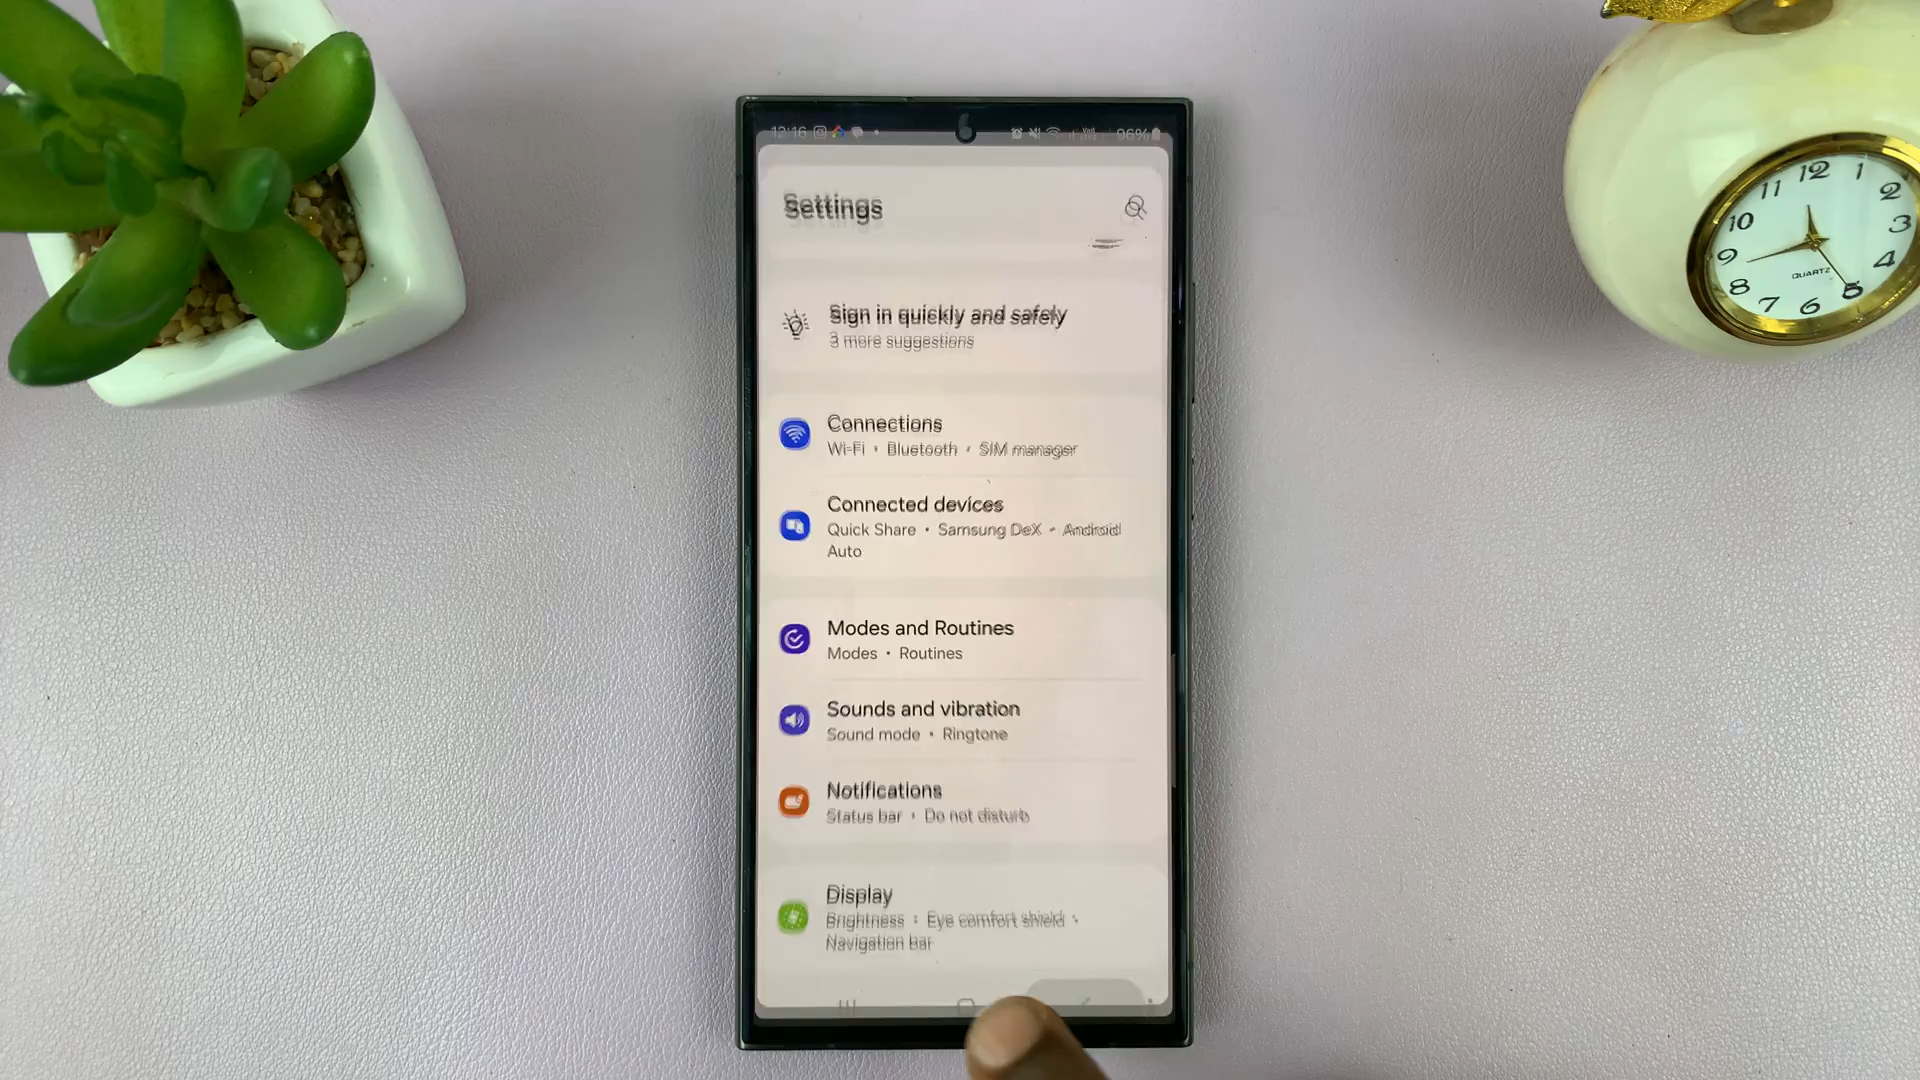 12:16 96%
Settings
Sign in quickly and safely
3 more suggestions
Connections
Wi-Fi • Bluetooth • SIM manager
Connected devices
Quick Share • Samsung DeX • Android
Auto
Modes and Routines
Modes • Routines
Sounds and vibration
Sound mode • Ringtone
Notifications
Status bar • Do not disturb
Display
Brightness • Eye comfort shield •
Navigation bar
12
1
2
3
4
5
6
7
8
9
10
11
QUARTZ